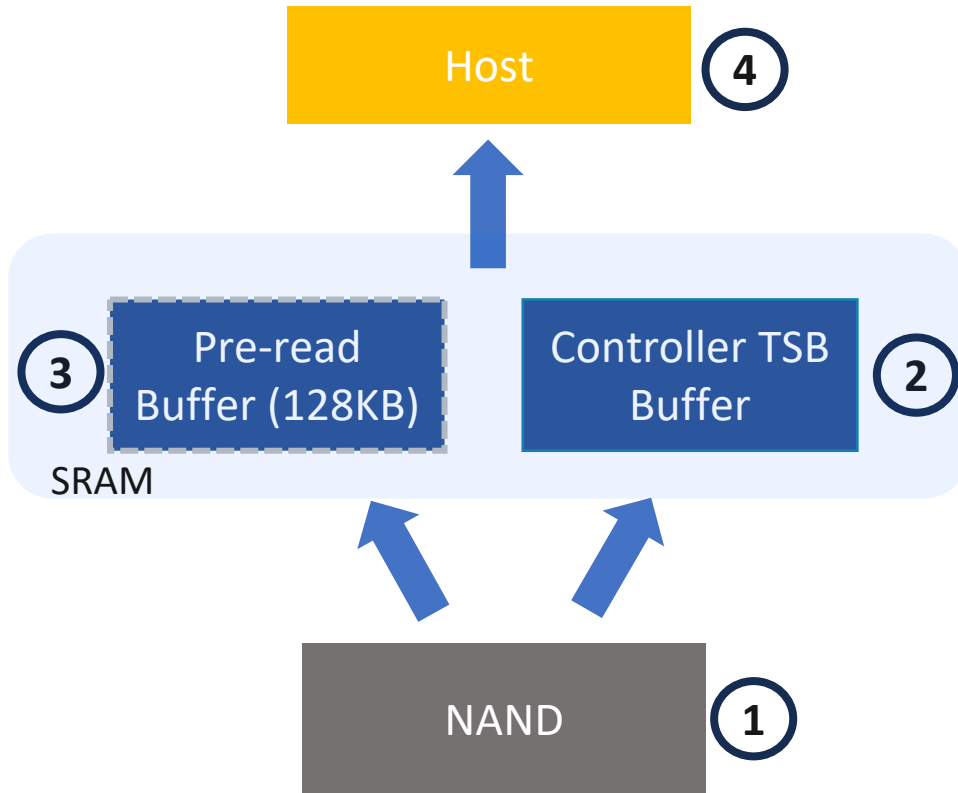 Host
4
3
Pre-read
Buffer (128KB)
Controller TSB
Buffer
2
SRAM
NAND
1